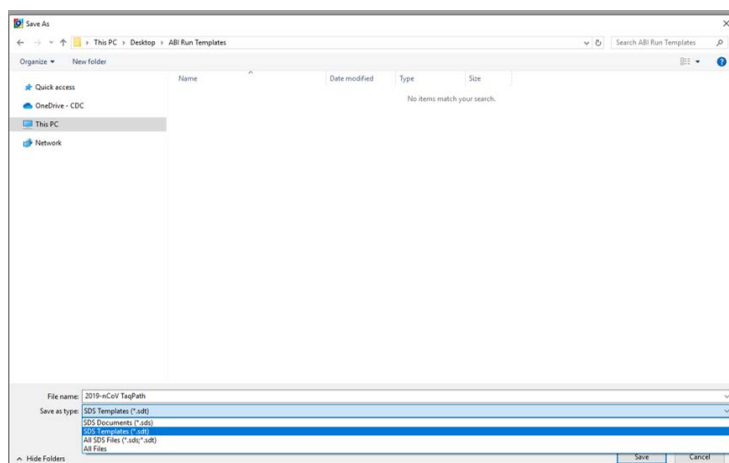 Save As
This PC > Desktop > ABI Run Templates
Search ABI Run Templates
Organize
New folder
Name
Date modified
Type
Size
Quick access
No items match your search.
OneDrive - CDC
This PC
Network
File name: 2019-nCoV TaqPath
Save as type: SDS Templates (*.sdt)
SDS Documents (*.sds)
SDS Templates (*.sdt)
All SDS Files (*.sds;*.sdt)
All Files
Hide Folders
Save
Cancel